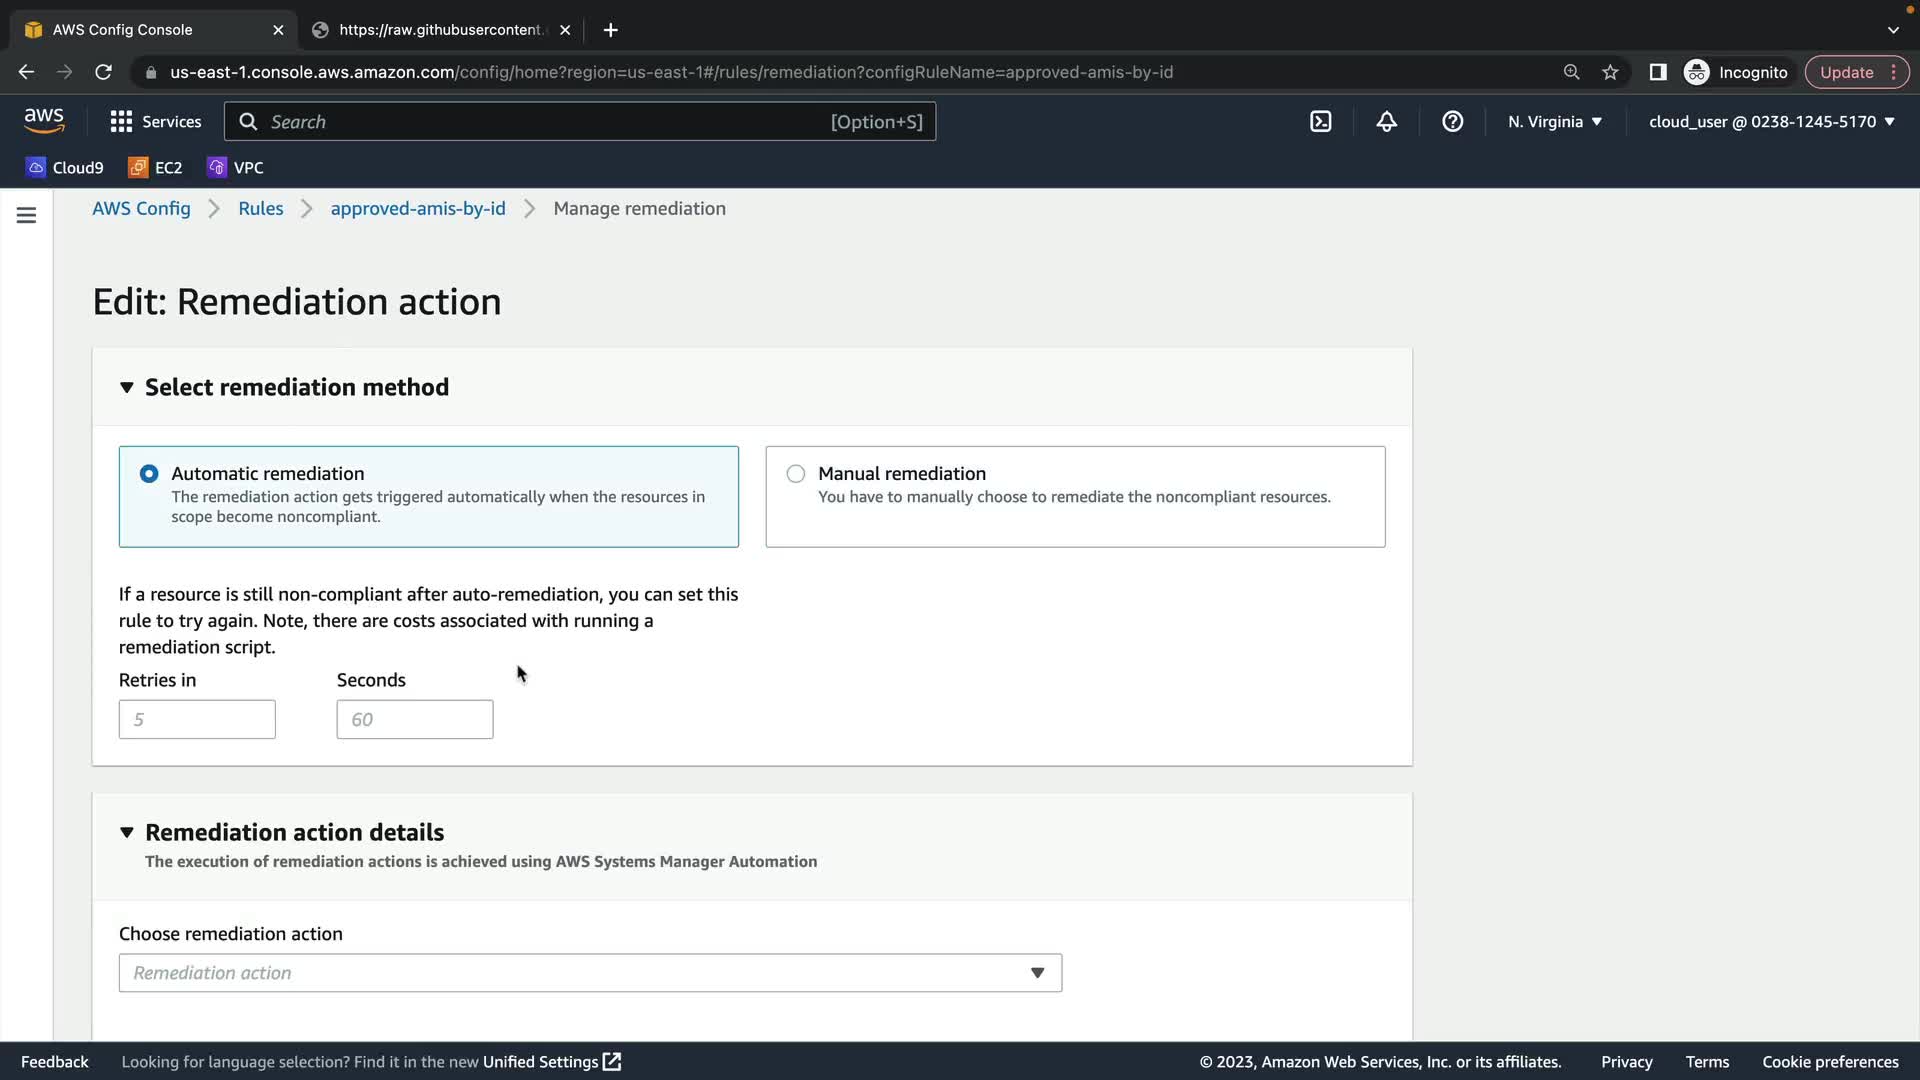 AWS Config Console
https://raw.githubusercontent.
us-east-1.console.aws.amazon.com/config/home?region=us-east-1#/rules/remediation?configRuleName=approved-amis-by-id
Incognito
Update
aws
Services
Search
[Option+S]
N. Virginia
cloud_user @ 0238-1245-5170
Cloud9
EC2
VPC
AWS Config
Rules
approved-amis-by-id
Manage remediation
Edit: Remediation action
Select remediation method
Automatic remediation
The remediation action gets triggered automatically when the resources in
scope become noncompliant.
Manual remediation
You have to manually choose to remediate the noncompliant resources.
If a resource is still non-compliant after auto-remediation, you can set this
rule to try again. Note, there are costs associated with running a
remediation script.
Retries in
Seconds
5
60
Remediation action details
The execution of remediation actions is achieved using AWS Systems Manager Automation
Choose remediation action
Remediation action
Feedback
Looking for language selection? Find it in the new Unified Settings
© 2023, Amazon Web Services, Inc. or its affiliates.
Privacy
Terms
Cookie preferences